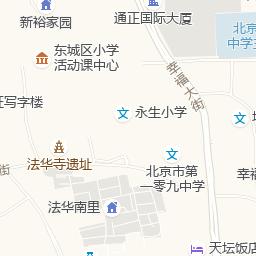 新裕家园
通正国际大厦
北京
中学
东城区小学
活动课中心
幸福大街
写字楼
永生小学
街
法华寺遗址
北京市第
一零九中学
幸福
法华南里
天坛饭店